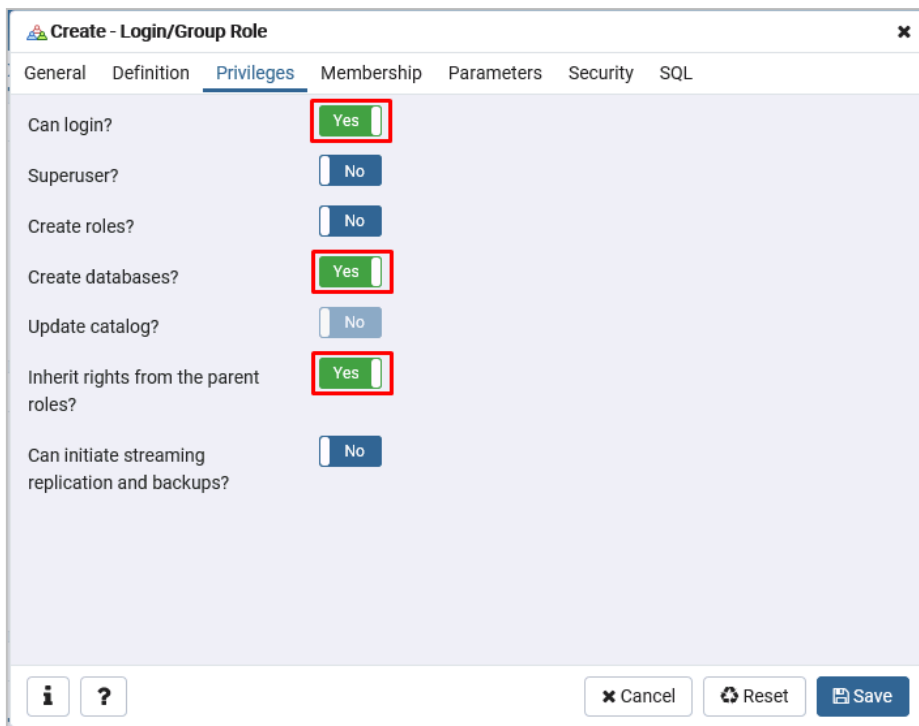 Create - Login/Group Role
General Definition Privileges Membership Parameters Security SQL
Can login? Yes
Superuser? No
Create roles? No
Create databases? Yes
Update catalog? No
Inherit rights from the parent Yes
roles?
Can initiate streaming No
replication and backups?
i ? Cancel Reset Save